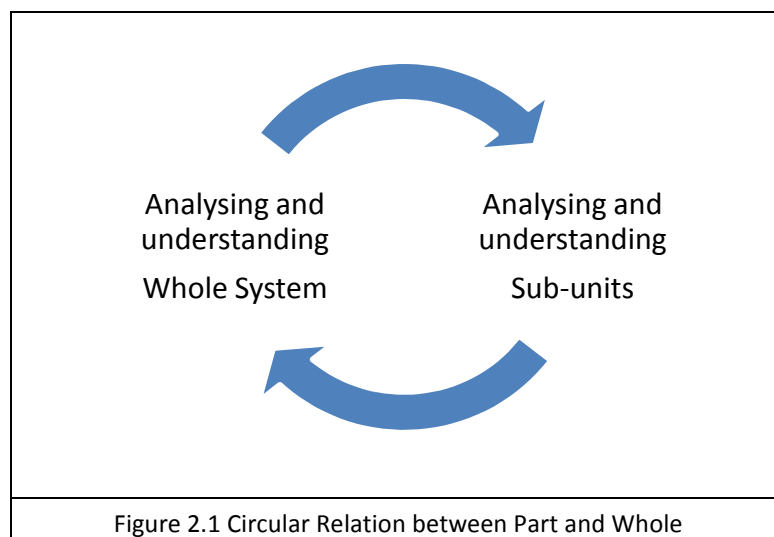 Analysing and
understanding
Whole System
Analysing and
understanding
Sub-units
Figure 2.1 Circular Relation between Part and Whole